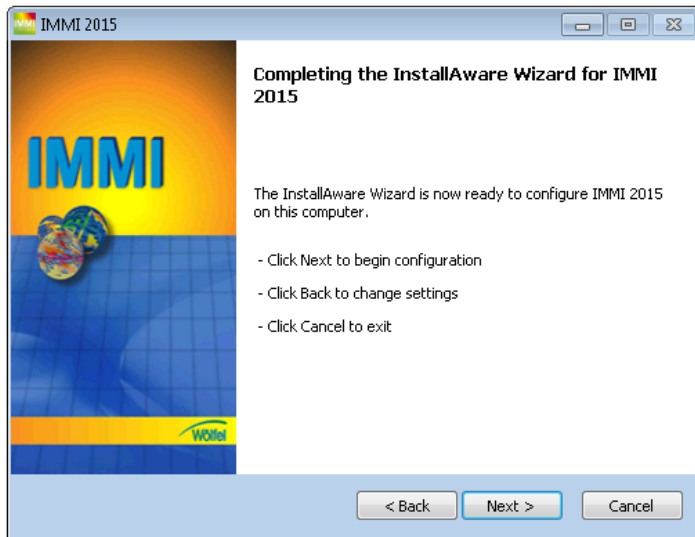 IMMI 2015
Completing the InstallAware Wizard for IMMI
2015
IMMI
The InstallAware Wizard is now ready to configure IMMI 2015
on this computer.
- Click Next to begin configuration
- Click Back to change settings
- Click Cancel to exit
Wölfel
< Back
Next >
Cancel